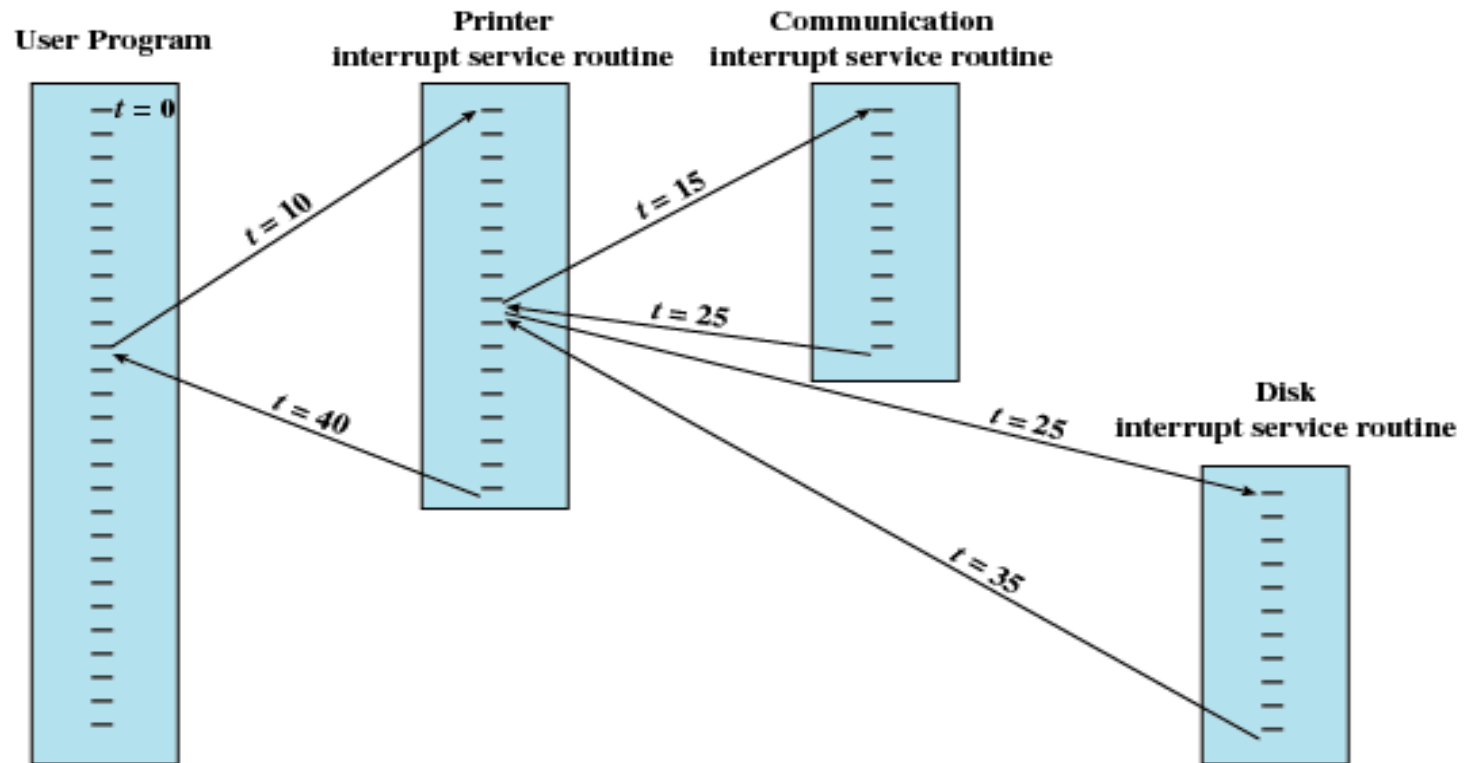 User Program
Printer
interrupt service routine
Communication
interrupt service routine
t = 0
t = 10
t = 15
t = 25
t = 40
t = 25
Disk
interrupt service routine
t = 35